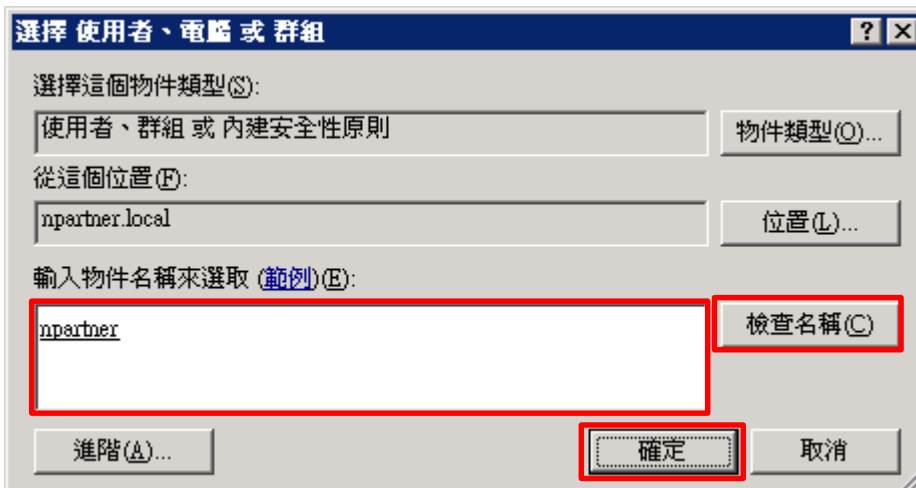 選擇 使用者、電腦 或 群組
選擇這個物件類型(S):
使用者、群組 或 內建安全性原則
物件類型(O)...
從這個位置(F):
npartner.local
位置(L)...
輸入物件名稱來選取 (範例)(E):
npartner
檢查名稱(C)
進階(A)...
確定
取消